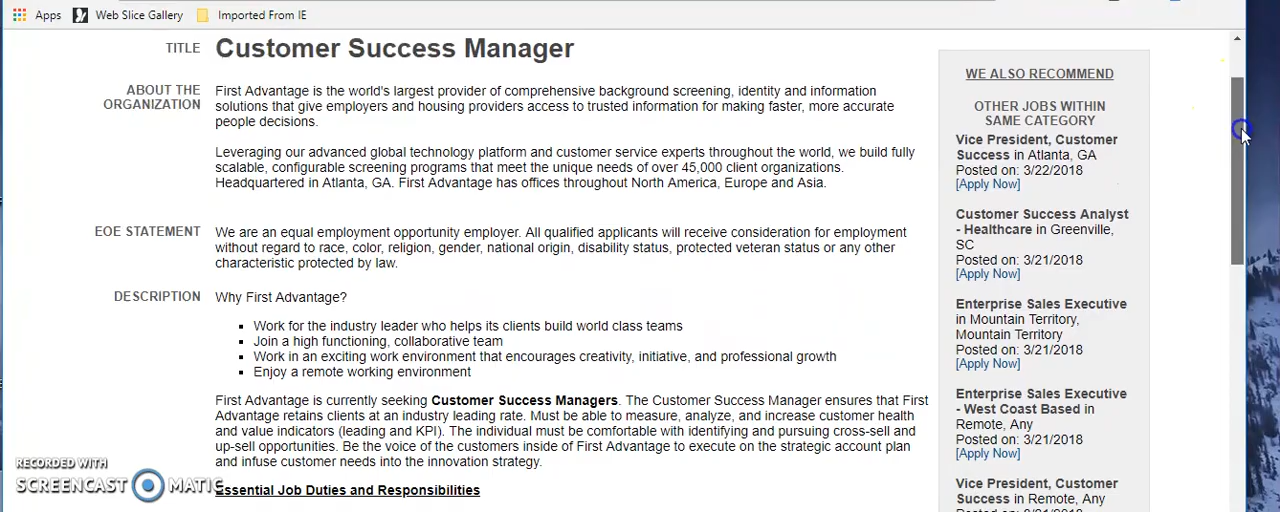 Apps Web Slice Gallery Imported From IE
TITLE Customer Success Manager
ABOUT THE ORGANIZATION
First Advantage is the world's largest provider of comprehensive background screening, identity and information
solutions that give employers and housing providers access to trusted information for making faster, more accurate
people decisions.
Leveraging our advanced global technology platform and customer service experts throughout the world, we build fully
scalable, configurable screening programs that meet the unique needs of over 45,000 client organizations.
Headquartered in Atlanta, GA. First Advantage has offices throughout North America, Europe and Asia.
EOE STATEMENT We are an equal employment opportunity employer. All qualified applicants will receive consideration for employment
without regard to race, color, religion, gender, national origin, disability status, protected veteran status or any other
characteristic protected by law.
DESCRIPTION Why First Advantage?
Work for the industry leader who helps its clients build world class teams
Join a high functioning, collaborative team
Work in an exciting work environment that encourages creativity, initiative, and professional growth
Enjoy a remote working environment
First Advantage is currently seeking Customer Success Managers. The Customer Success Manager ensures that First
Advantage retains clients at an industry leading rate. Must be able to measure, analyze, and increase customer health
and value indicators (leading and KPI). The individual must be comfortable with identifying and pursuing cross-sell and
up-sell opportunities. Be the voice of the customers inside of First Advantage to execute on the strategic account plan
and infuse customer needs into the innovation strategy.
Essential Job Duties and Responsibilities
WE ALSO RECOMMEND
OTHER JOBS WITHIN
SAME CATEGORY
Vice President, Customer
Success in Atlanta, GA
Posted on: 3/22/2018
[Apply Now]
Customer Success Analyst
- Healthcare in Greenville,
SC
Posted on: 3/21/2018
[Apply Now]
Enterprise Sales Executive
in Mountain Territory,
Mountain Territory
Posted on: 3/21/2018
[Apply Now]
Enterprise Sales Executive
- West Coast Based in
Remote, Any
Posted on: 3/21/2018
[Apply Now]
Vice President, Customer
Success in Remote, Any
RECORDED WITH
SCREENCAST MATIC